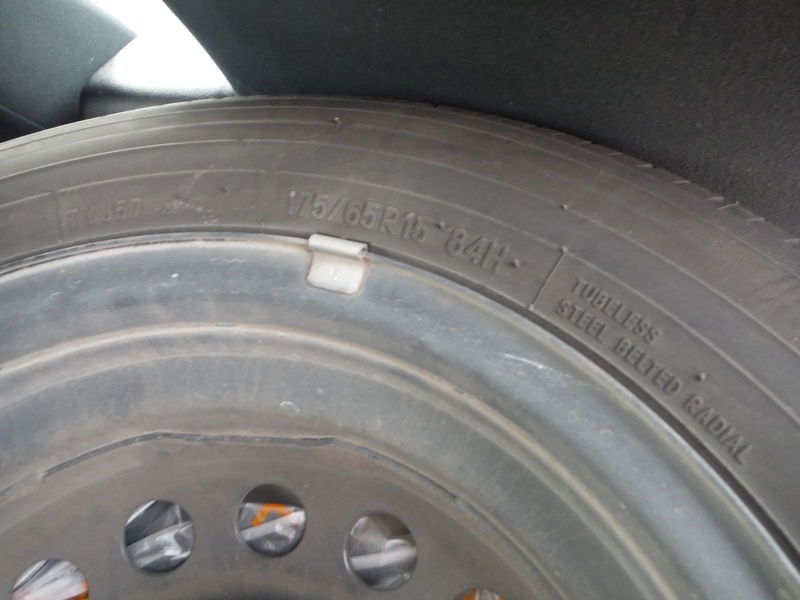 175/65R15 84H
TUBELESS
STEEL BELTED RADIAL